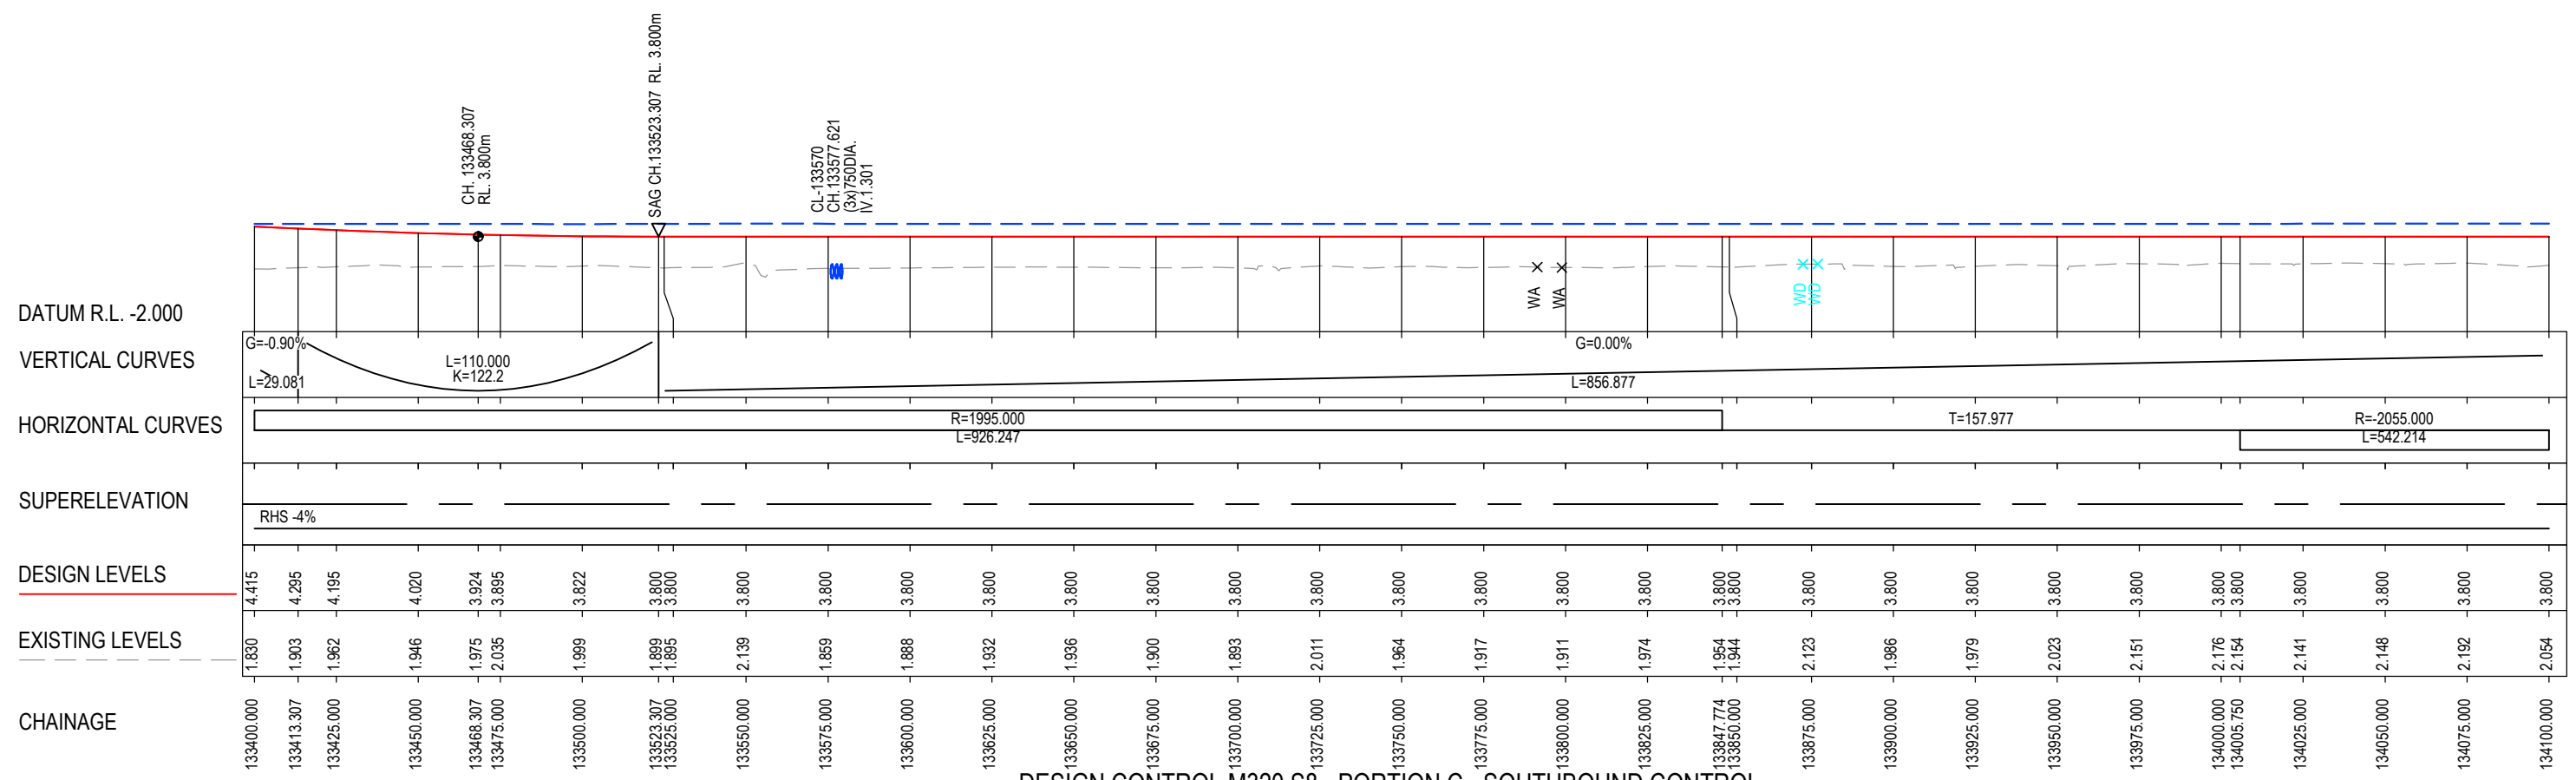 CH. 133468.307
RL. 3.800m
SAG CH.133523.307 RL. 3.800m
CL-133570
CH.133577.621
(3x)750DIA.
IV.1.301
WA
WA
WD
WD
DATUM R.L. -2.000
VERTICAL CURVES
G=-0.90%
L=29.081
L=110.000
K=122.2
G=0.00%
L=856.877
HORIZONTAL CURVES
R=1995.000
L=926.247
T=157.977
R=-2055.000
L=542.214
SUPERELEVATION
RHS -4%
DESIGN LEVELS
4.415 4.295 4.195 4.020 3.924 3.895 3.822 3.800 3.800 3.800 3.800 3.800 3.800 3.800 3.800 3.800 3.800 3.800 3.800 3.800 3.800 3.800 3.800 3.800 3.800 3.800 3.800 3.800 3.800 3.800 3.800 3.800 3.800
EXISTING LEVELS
1.830 1.903 1.962 1.946 1.975 2.035 1.999 1.899 1.895 2.139 1.859 1.888 1.932 1.936 1.900 1.893 2.011 1.964 1.917 1.911 1.974 1.954 1.944 2.123 1.986 1.979 2.023 2.151 2.176 2.154 2.141 2.148 2.192 2.054
CHAINAGE
133400.000 133413.307 133425.000 133450.000 133468.307 133475.000 133500.000 133523.307 133525.000 133550.000 133575.000 133600.000 133625.000 133650.000 133675.000 133700.000 133725.000 133750.000 133775.000 133800.000 133825.000 133847.774 133850.000 133875.000 133900.000 133925.000 133950.000 133975.000 134000.000 134005.750 134025.000 134050.000 134075.000 134100.000
DESIGN CONTROL M320 S8 - PORTION C - SOUTHBOUND CONTROL